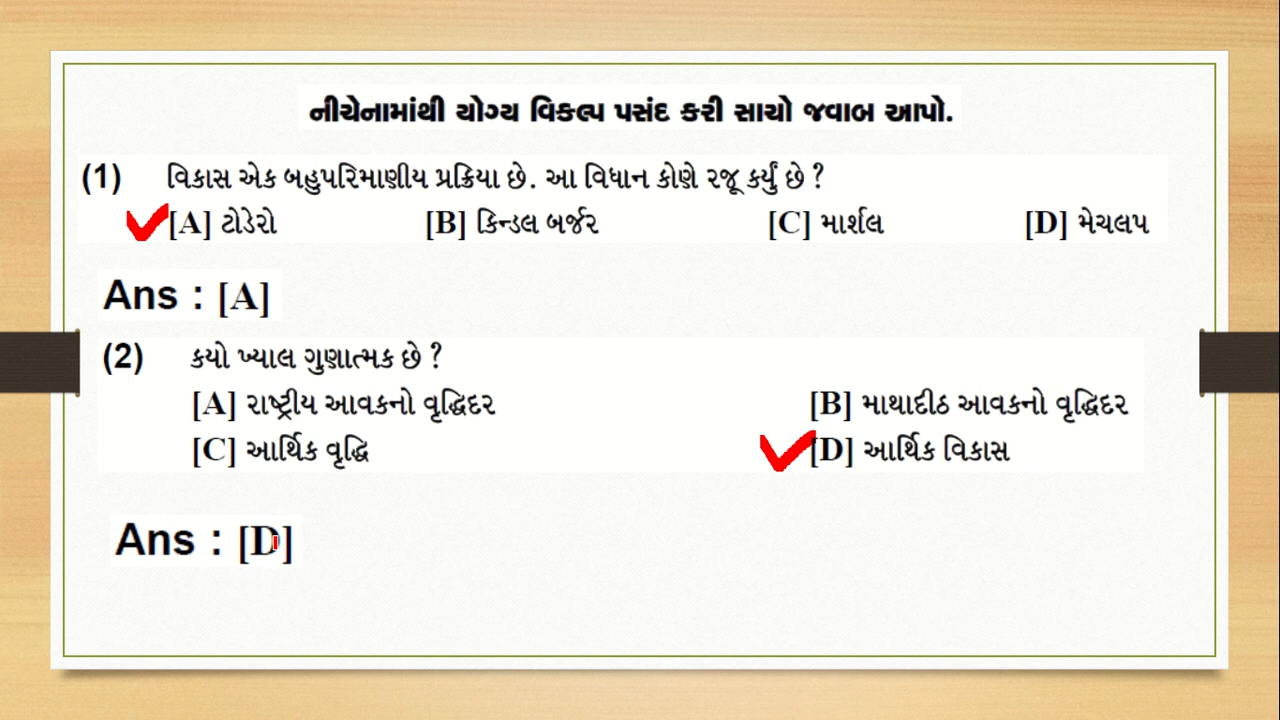 નીચેનામાંથી યોગ્ય વિકલ્પ પસંદ કરી સાચો જવાબ આપો.
(1) વિકાસ એક બહુપરિમાણીય પ્રક્રિયા છે. આ વિધાન કોણે રજૂ કર્યું છે ?
[A] ટોડેરો [B] કિન્ડલ બર્જર [C] માર્શલ [D] મેચલપ
Ans : [A]
(2) કયો ખ્યાલ ગુણાત્મક છે ?
[A] રાષ્ટ્રીય આવકનો વૃદ્ધિદર [B] માથાદીઠ આવકનો વૃદ્ધિદર
[C] આર્થિક વૃદ્ધિ [D] આર્થિક વિકાસ
Ans : [D]